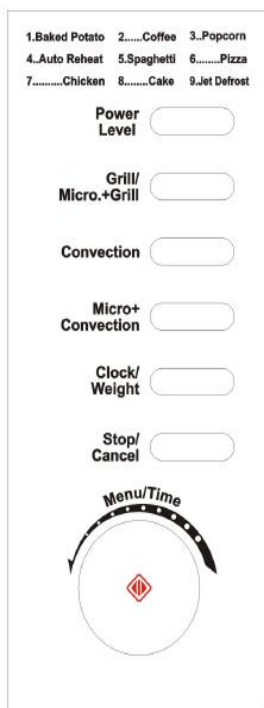 1.Baked Potato 2......Coffee 3..Popcorn
4..Auto Reheat 5.Spaghetti 6........Pizza
7..........Chicken 8........Cake 9.Jet Defrost
Power
Level
Grill/
Micro.+Grill
Convection
Micro+
Convection
Clock/
Weight
Stop/
Cancel
Menu/Time